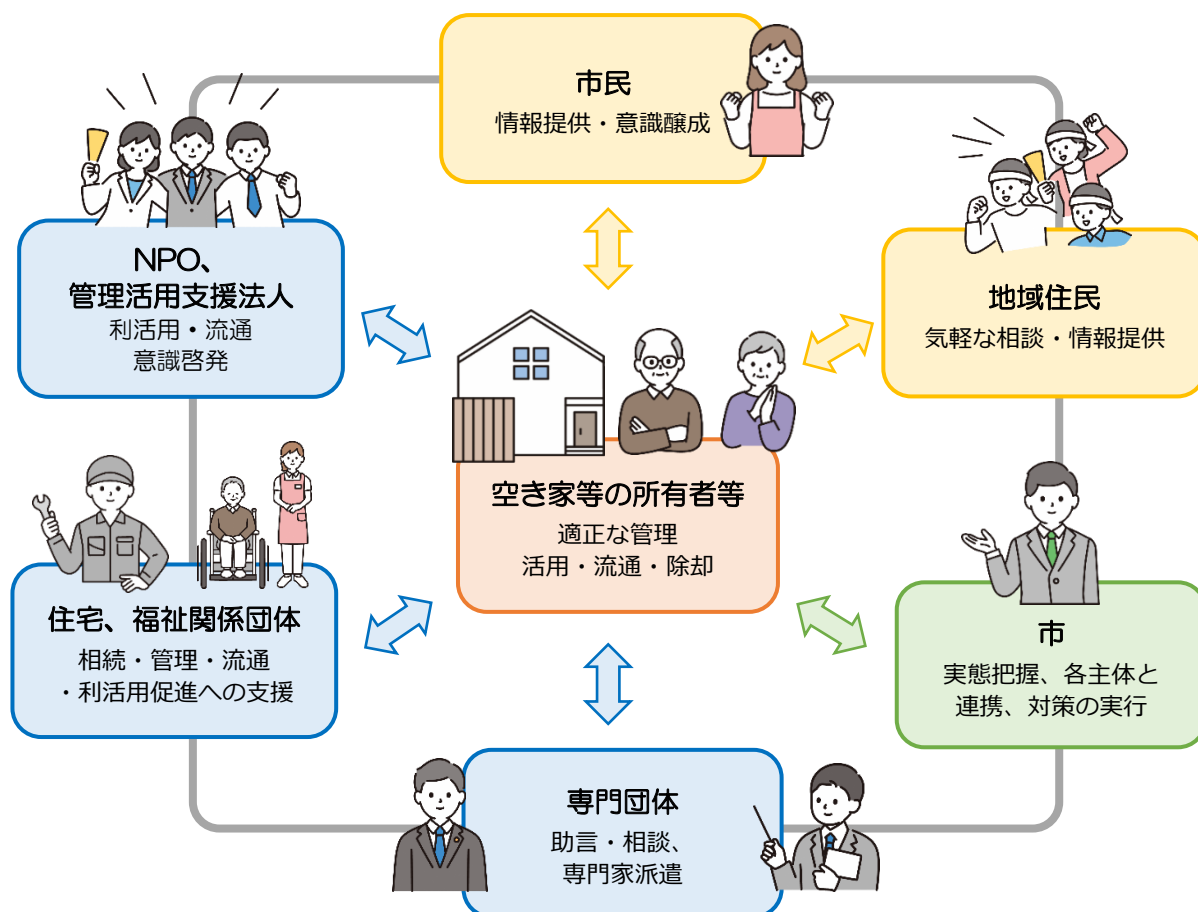 市民
情報提供・意識醸成
NPO、
管理活用支援法人
利活用・流通
意識啓発
地域住民
気軽な相談・情報提供
空き家等の所有者等
適正な管理
活用・流通・除却
住宅、福祉関係団体
相続・管理・流通
・利活用促進への支援
市
実態把握、各主体と
連携、対策の実行
専門団体
助言・相談、
専門家派遣